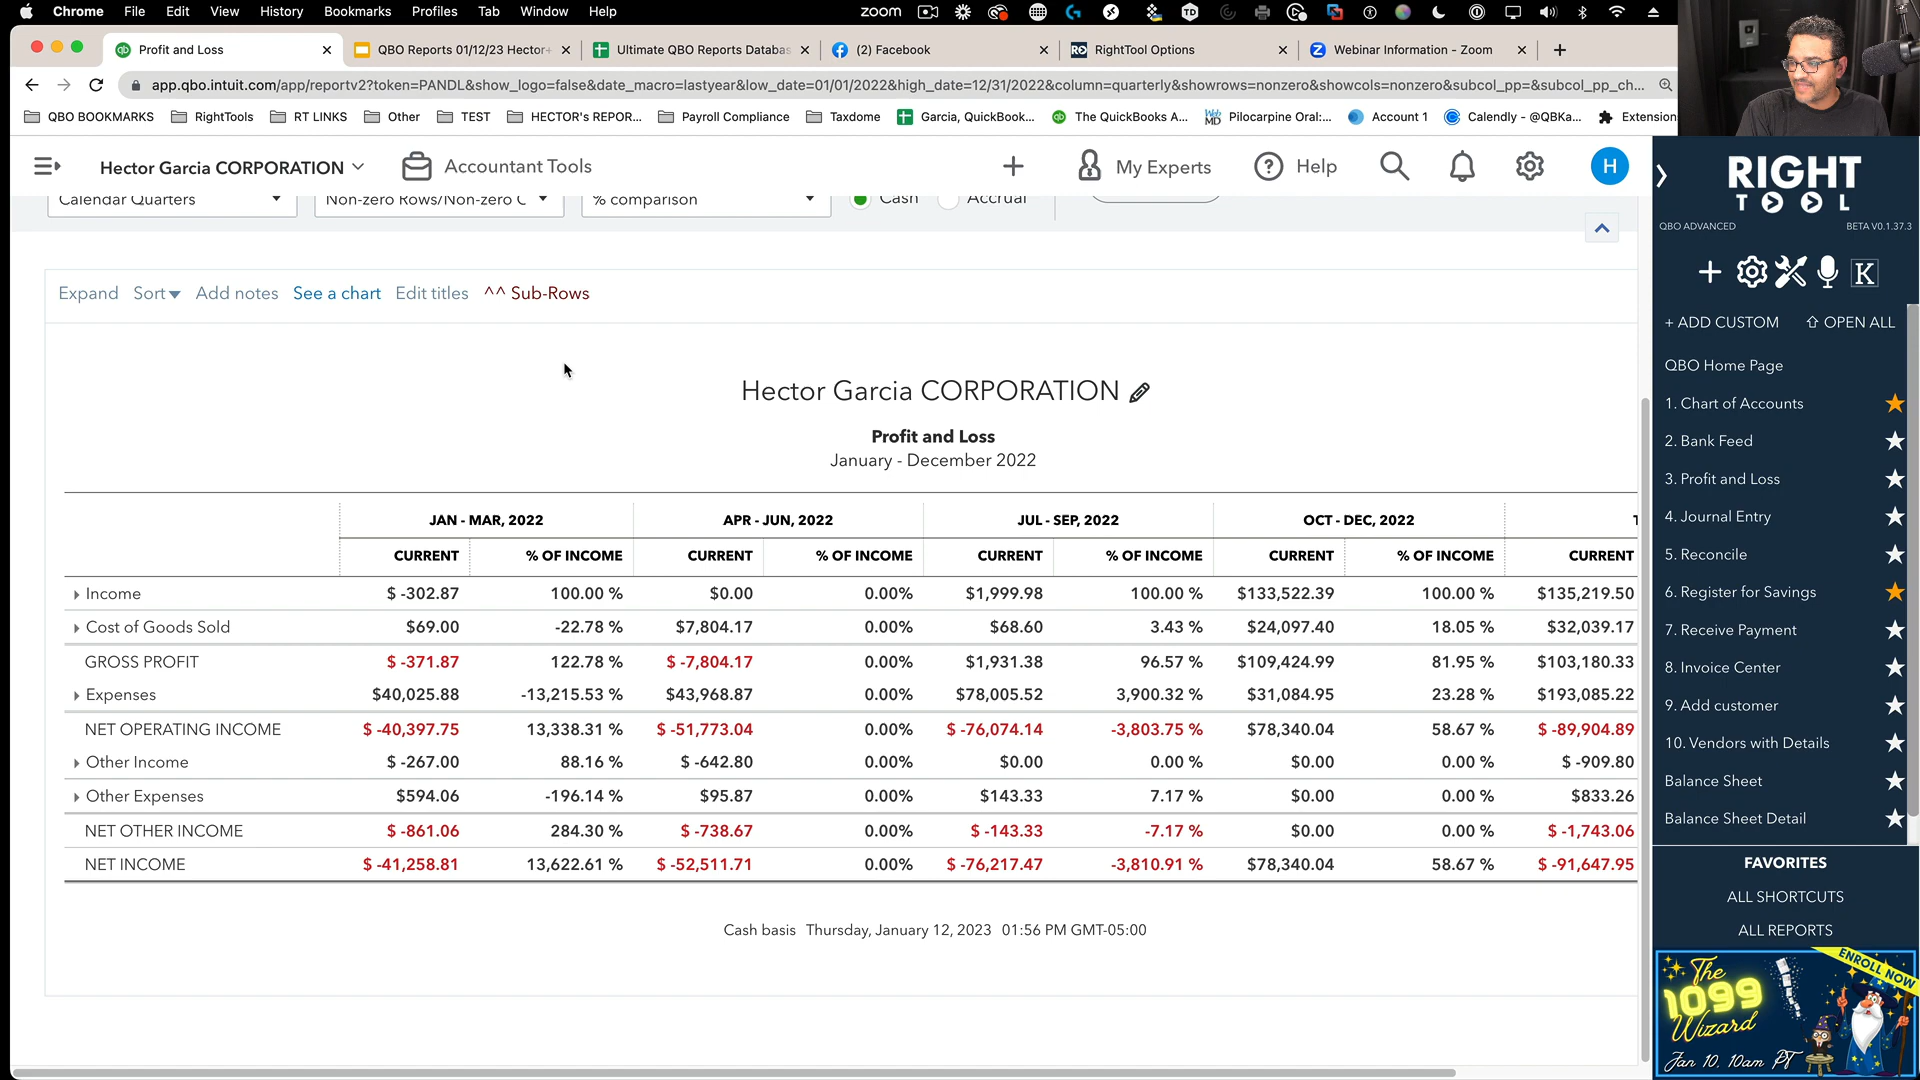 Chrome File Edit View History Bookmarks Profiles Tab Window Help zoom
Profit and Loss QBO Reports 01/12/23 Hector+ Ultimate QBO Reports Databas (2) Facebook RightTool Options Webinar Information - Zoom
app.qbo.intuit.com/app/reportv2?token=PANDL&show_logo=false&date_macro=lastyear&low_date=01/01/2022&high_date=12/31/2022&column=quarterly&showrows=nonzero&showcols=nonzero&subcol_pp=&subcol_pp_ch...
QBO BOOKMARKS RightTools RT LINKS Other TEST HECTOR's REPOR... Payroll Compliance Taxdome Garcia, QuickBook... The QuickBooks A... Pilocarpine Oral:... Account 1 Calendly - @QBKa... Extension
Hector Garcia CORPORATION Accountant Tools My Experts Help H
Calendar Quarters Non-zero Rows/Non-zero C % comparison Cash Accrual
Expand Sort Add notes See a chart Edit titles ^^ Sub-Rows
Hector Garcia CORPORATION
Profit and Loss
January - December 2022
JAN - MAR, 2022 APR - JUN, 2022 JUL - SEP, 2022 OCT - DEC, 2022 T
CURRENT % OF INCOME CURRENT % OF INCOME CURRENT % OF INCOME CURRENT % OF INCOME CURRENT
Income $ -302.87 100.00 % $0.00 0.00% $1,999.98 100.00 % $133,522.39 100.00 % $135,219.50
Cost of Goods Sold $69.00 -22.78 % $7,804.17 0.00% $68.60 3.43 % $24,097.40 18.05 % $32,039.17
GROSS PROFIT $ -371.87 122.78 % $ -7,804.17 0.00% $1,931.38 96.57 % $109,424.99 81.95 % $103,180.33
Expenses $40,025.88 -13,215.53 % $43,968.87 0.00% $78,005.52 3,900.32 % $31,084.95 23.28 % $193,085.22
NET OPERATING INCOME $ -40,397.75 13,338.31 % $ -51,773.04 0.00% $ -76,074.14 -3,803.75 % $78,340.04 58.67 % $ -89,904.89
Other Income $ -267.00 88.16 % $ -642.80 0.00% $0.00 0.00 % $0.00 0.00 % $ -909.80
Other Expenses $594.06 -196.14 % $95.87 0.00% $143.33 7.17 % $0.00 0.00 % $833.26
NET OTHER INCOME $ -861.06 284.30 % $ -738.67 0.00% $ -143.33 -7.17 % $0.00 0.00 % $ -1,743.06
NET INCOME $ -41,258.81 13,622.61 % $ -52,511.71 0.00% $ -76,217.47 -3,810.91 % $78,340.04 58.67 % $ -91,647.95
Cash basis Thursday, January 12, 2023 01:56 PM GMT-05:00
RIGHT
TOOL
QBO ADVANCED BETA V0.1.37.3
K
+ ADD CUSTOM OPEN ALL
QBO Home Page
1. Chart of Accounts
2. Bank Feed
3. Profit and Loss
4. Journal Entry
5. Reconcile
6. Register for Savings
7. Receive Payment
8. Invoice Center
9. Add customer
10. Vendors with Details
Balance Sheet
Balance Sheet Detail
FAVORITES
ALL SHORTCUTS
ALL REPORTS
ENROLL NOW
The
1099
Wizard
Jan 10, 10am PT